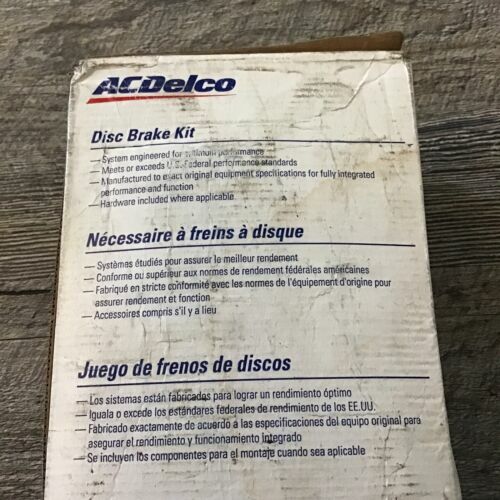 ACDelco
Disc Brake Kit
— System engineered for optimum performance
— Meets or exceeds U.S. Federal performance standards
— Manufactured to exact original equipment specifications for fully integrated
performance and function
— Hardware included where applicable
Nécessaire à freins à disque
— Systèmes étudiés pour assurer le meilleur rendement
— Conforme ou supérieur aux normes de rendement fédérales américaines
— Fabriqué en stricte conformité avec les normes de l'équipement d'origine pour
assurer rendement et fonction
— Accessoires compris s'il y a lieu
Juego de frenos de discos
— Los sistemas están fabricados para lograr un rendimiento óptimo
— Iguala o excede los estándares federales de rendimiento de los EE.UU.
— Fabricado exactamente de acuerdo a las especificaciones del equipo original para
asegurar el rendimiento y funcionamiento integrado
— Se incluyen los componentes para el montaje cuando sea aplicable